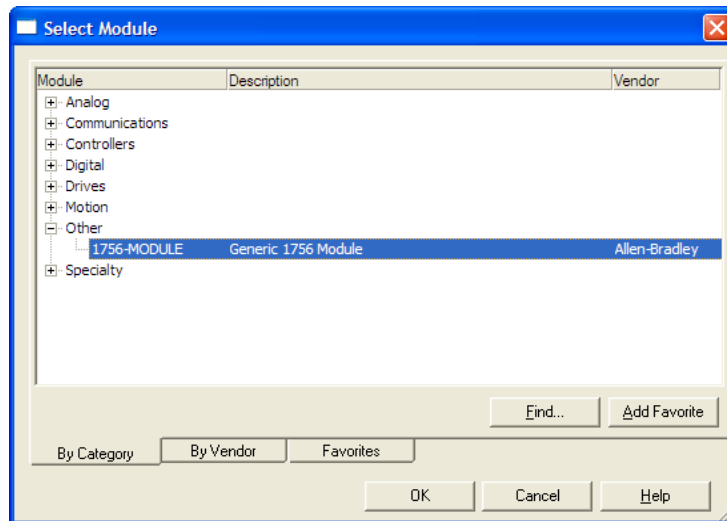 Select Module
Module Description Vendor
Analog
Communications
Controllers
Digital
Drives
Motion
Other
1756-MODULE Generic 1756 Module Allen-Bradley
Specialty
Find... Add Favorite
By Category By Vendor Favorites
OK Cancel Help